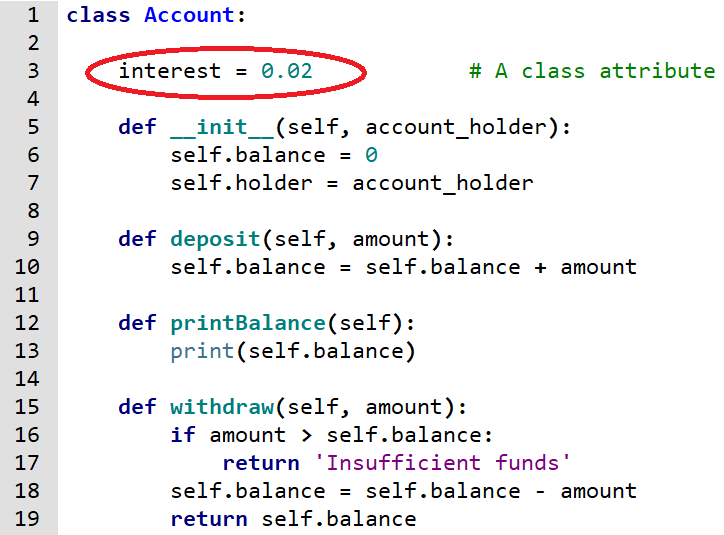 1 class Account:
2
3     interest = 0.02            # A class attribute
4
5     def __init__(self, account_holder):
6         self.balance = 0
7         self.holder = account_holder
8
9     def deposit(self, amount):
10         self.balance = self.balance + amount
11
12     def printBalance(self):
13         print(self.balance)
14
15     def withdraw(self, amount):
16         if amount > self.balance:
17             return 'Insufficient funds'
18         self.balance = self.balance - amount
19         return self.balance